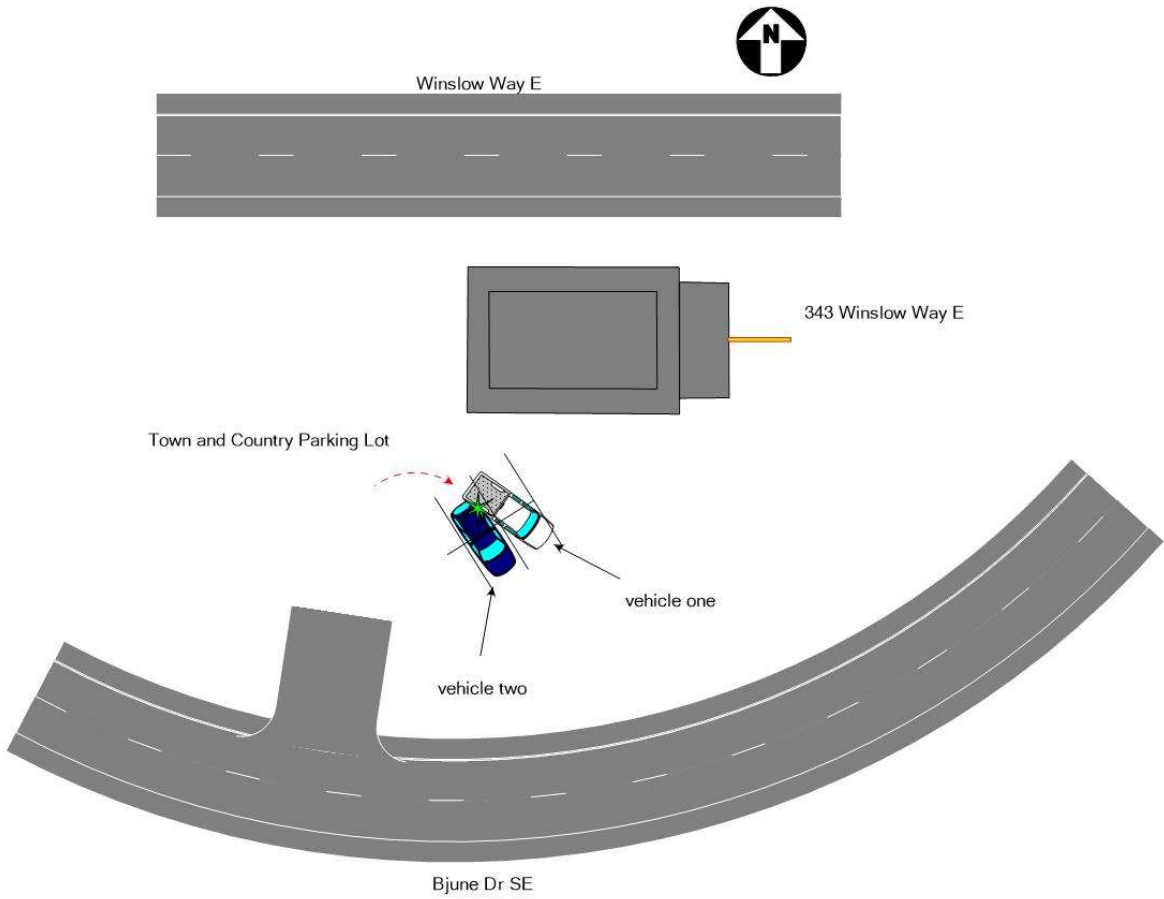 N
Winslow Way E
343 Winslow Way E
Town and Country Parking Lot
vehicle one
vehicle two
Bjune Dr SE